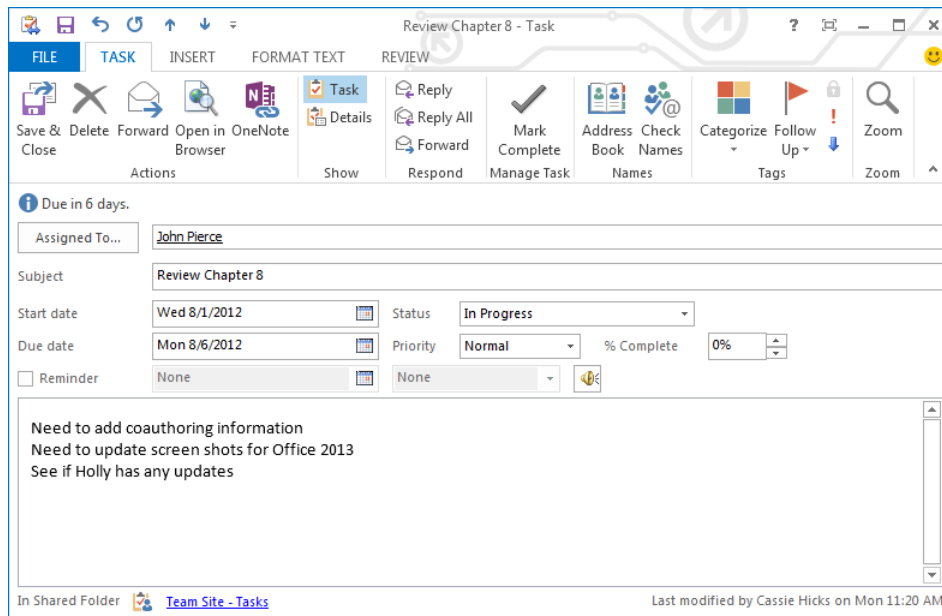 Review Chapter 8 - Task
?
FILE TASK INSERT FORMAT TEXT REVIEW
Save & Close
Delete
Forward
Open in Browser
OneNote
Actions
Task
Details
Show
Reply
Reply All
Forward
Respond
Mark Complete
Manage Task
Address Book
Check Names
Names
Categorize
Follow Up
Tags
Zoom
Zoom
Due in 6 days.
Assigned To... John Pierce
Subject Review Chapter 8
Start date Wed 8/1/2012 Status In Progress
Due date Mon 8/6/2012 Priority Normal % Complete 0%
Reminder None None
Need to add coauthoring information
Need to update screen shots for Office 2013
See if Holly has any updates
In Shared Folder Team Site - Tasks Last modified by Cassie Hicks on Mon 11:20 AM